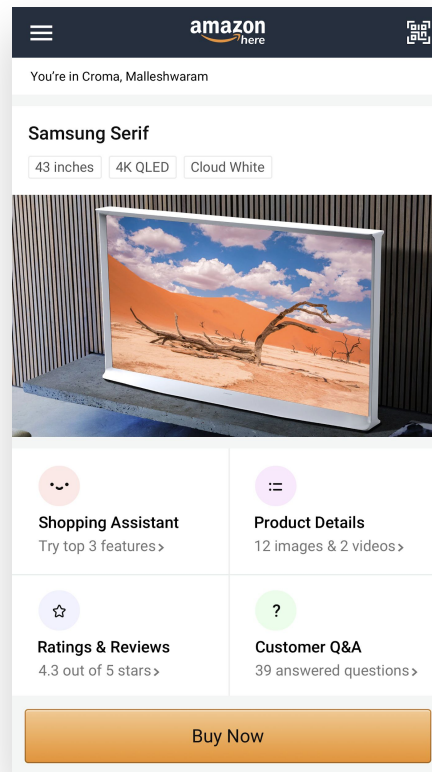 amazon
here
You're in Croma, Malleshwaram
Samsung Serif
43 inches
4K QLED
Cloud White
Shopping Assistant
Try top 3 features >
Product Details
12 images & 2 videos >
Ratings & Reviews
4.3 out of 5 stars >
?
Customer Q&A
39 answered questions >
Buy Now